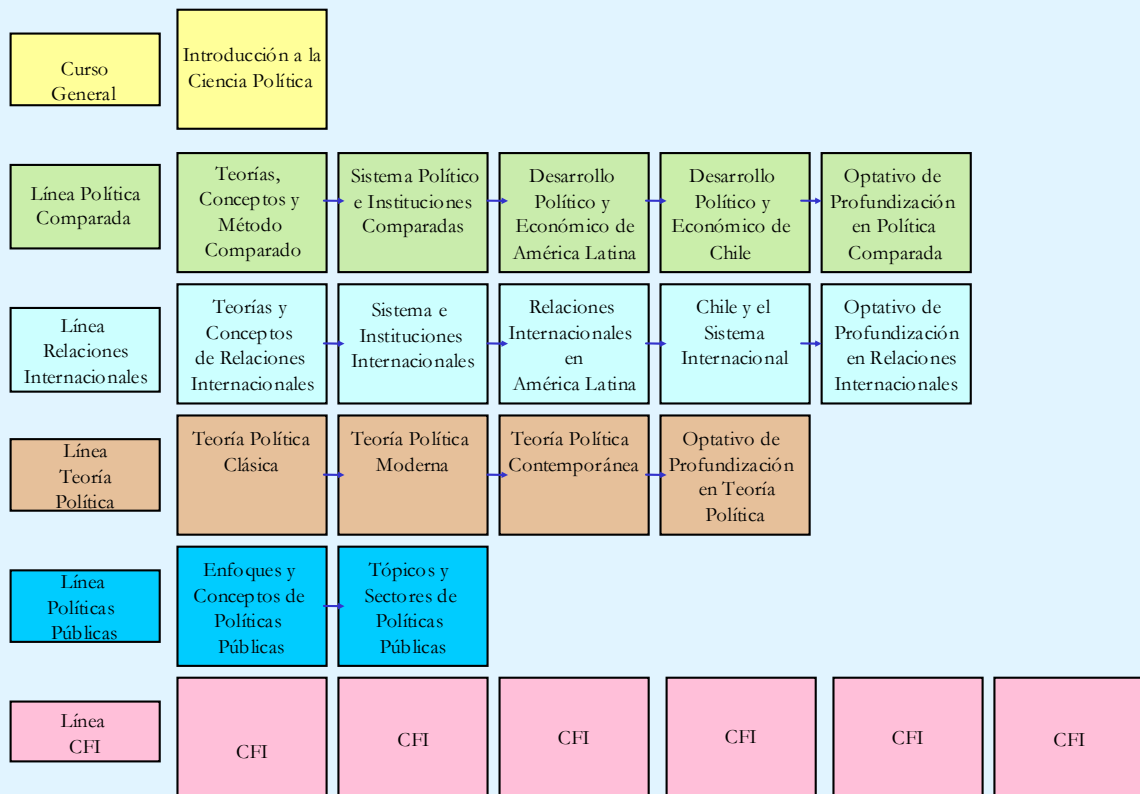 Curso
General
Introducción a la
Ciencia Política
Línea Política
Comparada
Teorías,
Conceptos y
Método
Comparado
Sistema Político
e Instituciones
Comparadas
Desarrollo
Político y
Económico de
América Latina
Desarrollo
Político y
Económico de
Chile
Optativo de
Profundización
en Política
Comparada
Línea
Relaciones
Internacionales
Teorías y
Conceptos
de Relaciones
Internacionales
Sistema e
Instituciones
Internacionales
Relaciones
Internacionales
en
América Latina
Chile y el
Sistema
Internacional
Optativo de
Profundización
en Relaciones
Internacionales
Línea
Teoría
Política
Teoría Política
Clásica
Teoría Política
Moderna
Teoría Política
Contemporánea
Optativo de
Profundización
en Teoría
Política
Línea
Políticas
Públicas
Enfoques y
Conceptos de
Políticas
Públicas
Tópicos y
Sectores de
Políticas
Públicas
Línea
CFI
CFI
CFI
CFI
CFI
CFI
CFI